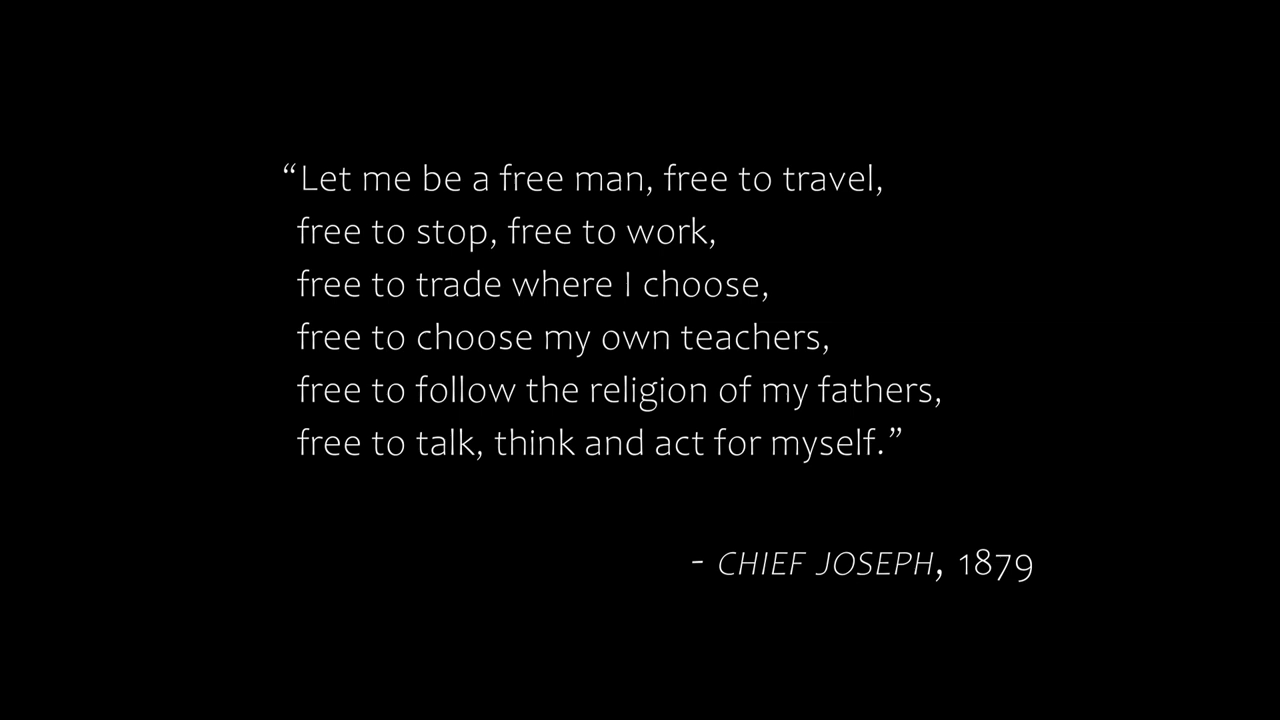 “Let me be a free man, free to travel,
free to stop, free to work,
free to trade where I choose,
free to choose my own teachers,
free to follow the religion of my fathers,
free to talk, think and act for myself.”
- CHIEF JOSEPH, 1879